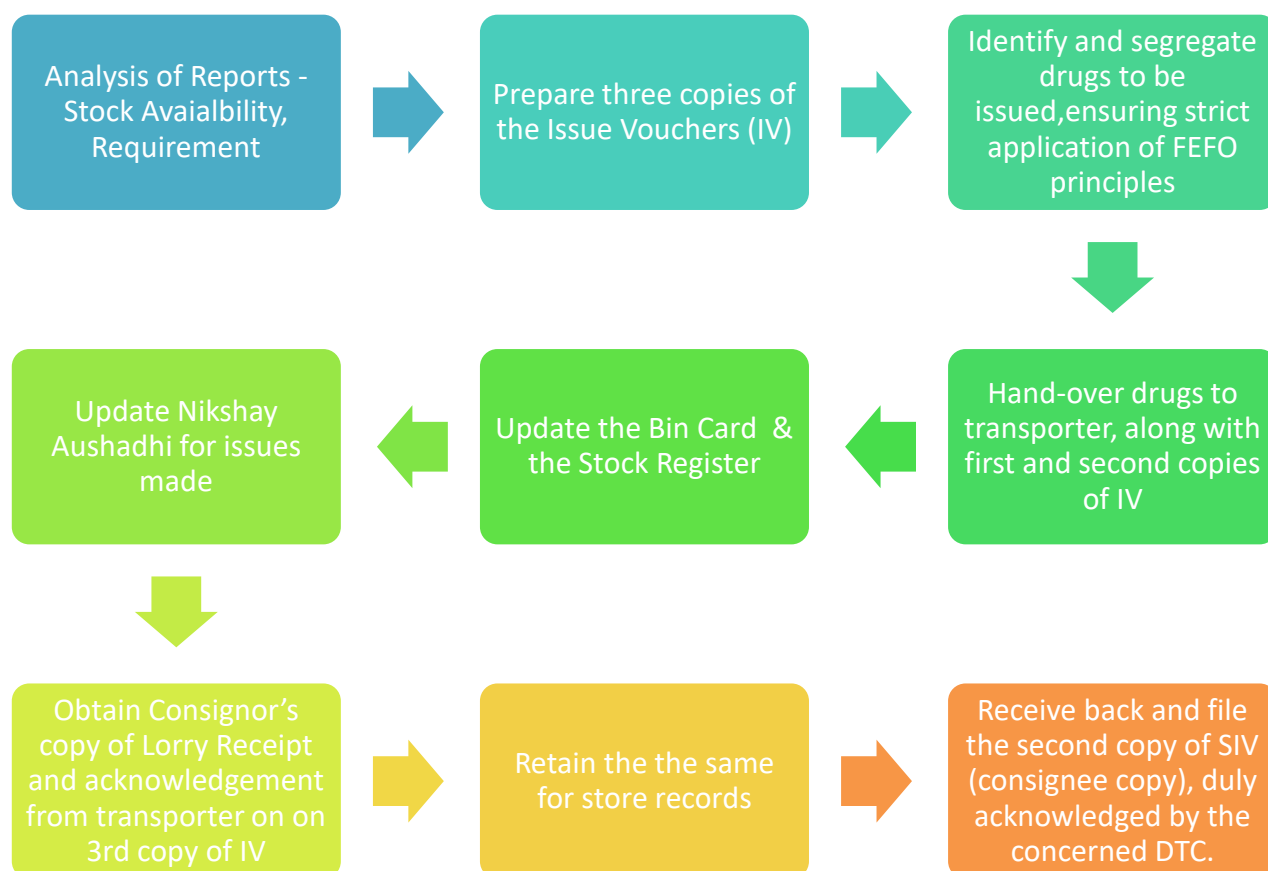 Analysis of Reports -
Stock Avaialbility,
Requirement
Prepare three copies of
the Issue Vouchers (IV)
Identify and segregate
drugs to be
issued,ensuring strict
application of FEFO
principles
Hand-over drugs to
transporter, along with
first and second copies
of IV
Update the Bin Card &
the Stock Register
Update Nikshay
Aushadhi for issues
made
Obtain Consignor’s
copy of Lorry Receipt
and acknowledgement
from transporter on on
3rd copy of IV
Retain the the same
for store records
Receive back and file
the second copy of SIV
(consignee copy), duly
acknowledged by the
concerned DTC.